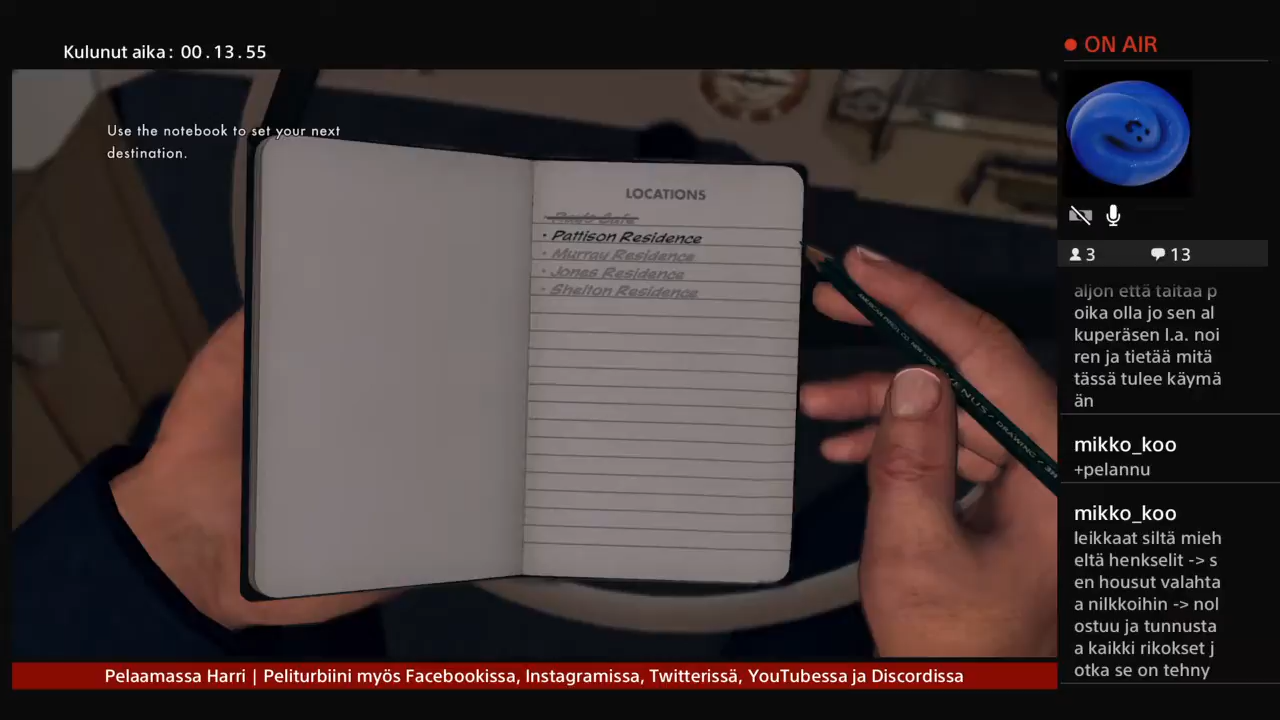 Kulunut aika: 00.13.55
ON AIR
Use the notebook to set your next
destination.
LOCATIONS
· Pattison Residence
· Murray Residence
· Jones Residence
· Shelton Residence
VENUS
DRAWING
3
13
aljon että taitaa p
oika olla jo sen al
kuperäsen l.a. noi
ren ja tietää mitä
tässä tulee käymä
än
mikko_koo
+pelannu
mikko_koo
leikkaat siltä mieh
eltä henkselit -> s
en housut valahta
a nilkkoihin -> nol
ostuu ja tunnusta
a kaikki rikokset j
otka se on tehny
Pelaamassa Harri | Peliturbiini myös Facebookissa, Instagramissa, Twitterissä, YouTubessa ja Discordissa